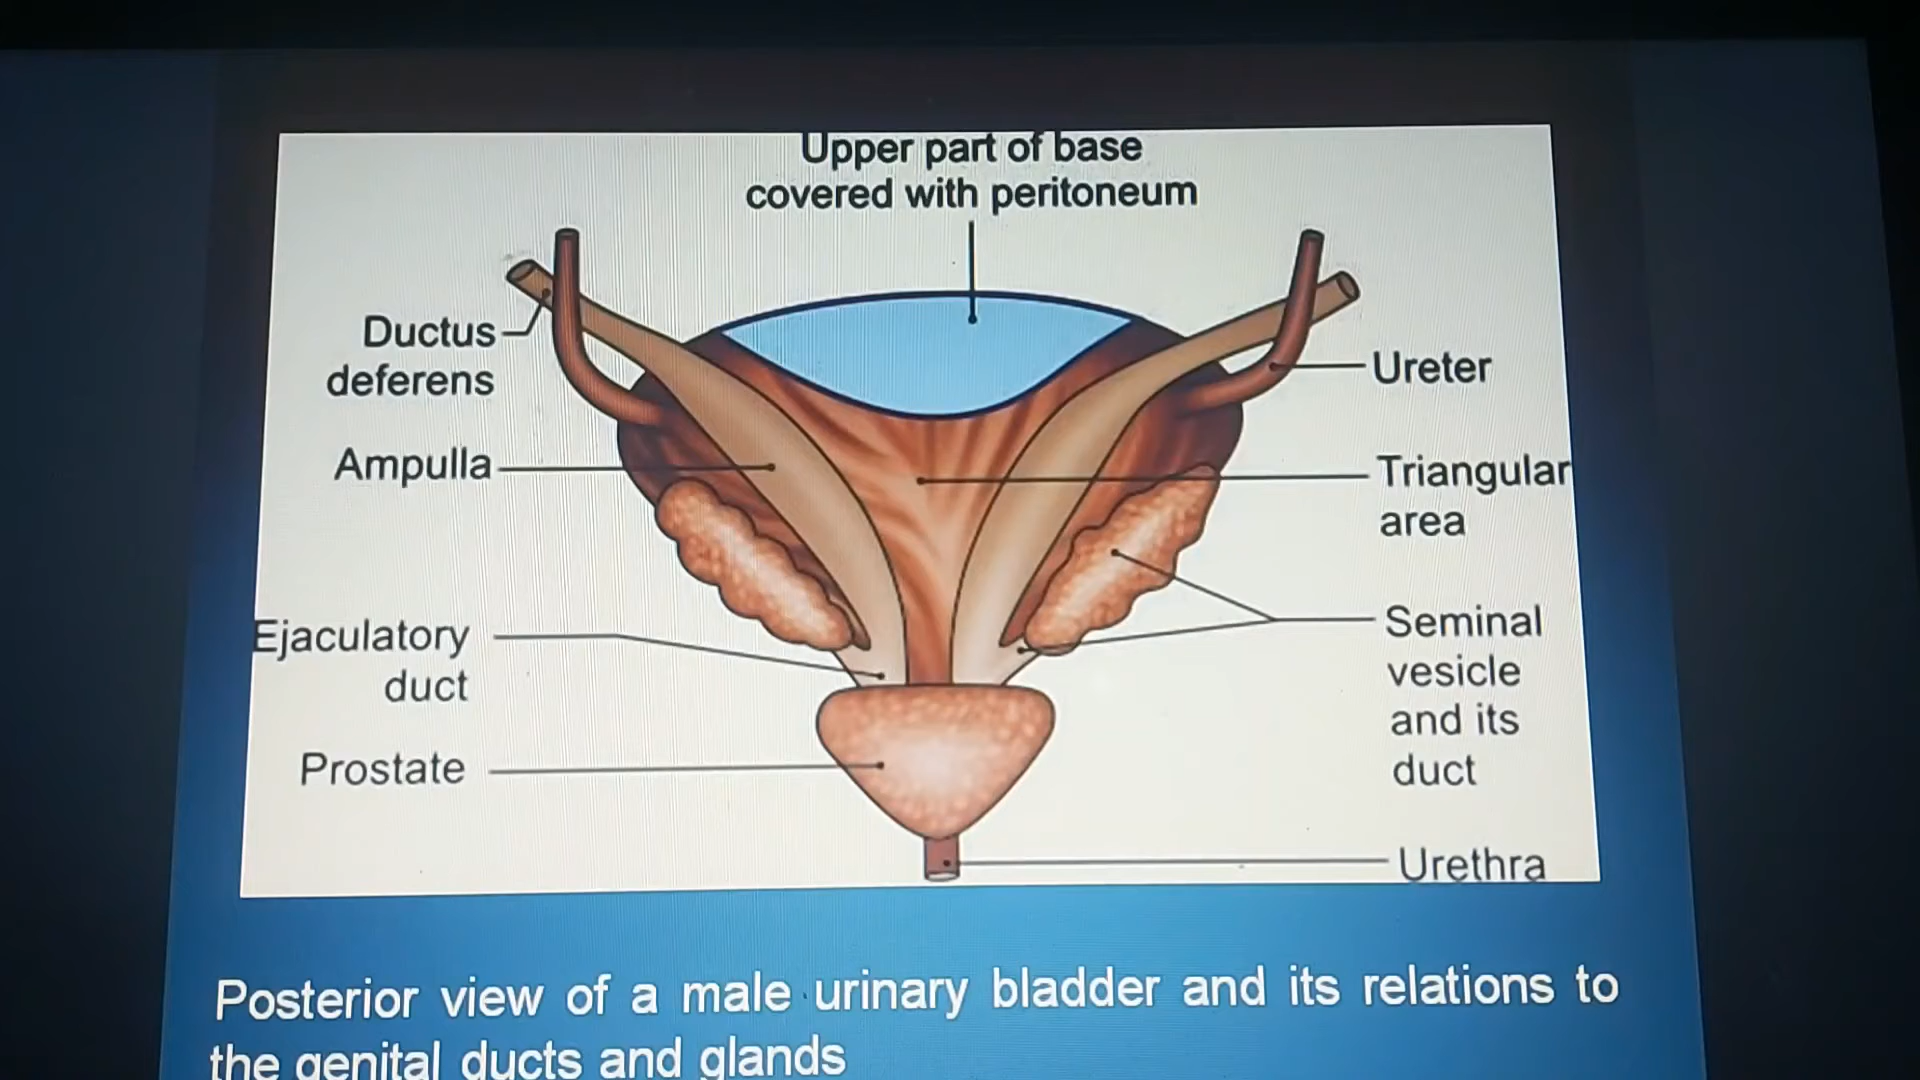 Upper part of base
covered with peritoneum
Ductus
deferens
Ampulla
Ejaculatory
duct
Prostate
Ureter
Triangular
area
Seminal
vesicle
and its
duct
Urethra
Posterior view of a male urinary bladder and its relations to
the genital ducts and glands